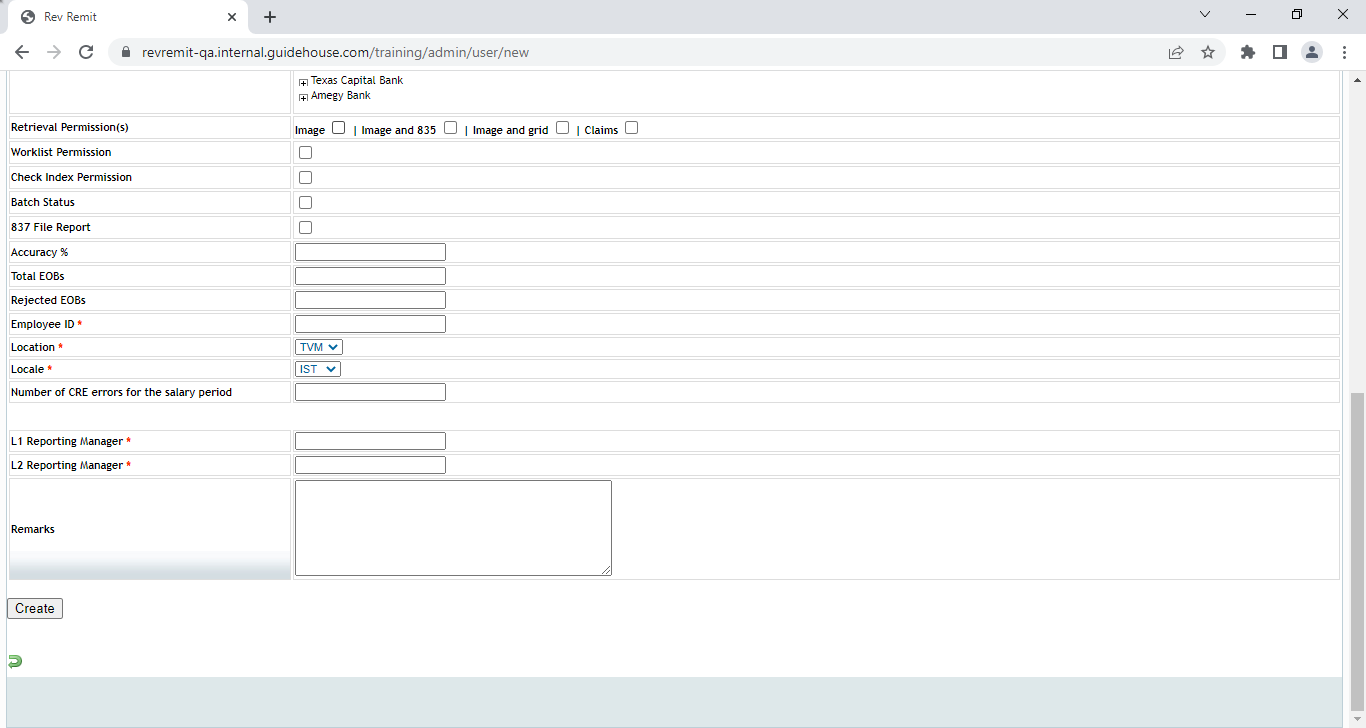 Rev Remit
revremit-qa.internal.guidehouse.com/training/admin/user/new
Texas Capital Bank
Amegy Bank
Retrieval Permission(s)
Image | Image and 835 | Image and grid | Claims
Worklist Permission
Check Index Permission
Batch Status
837 File Report
Accuracy %
Total EOBs
Rejected EOBs
Employee ID *
Location * TVM
Locale * IST
Number of CRE errors for the salary period
L1 Reporting Manager *
L2 Reporting Manager *
Remarks
Create